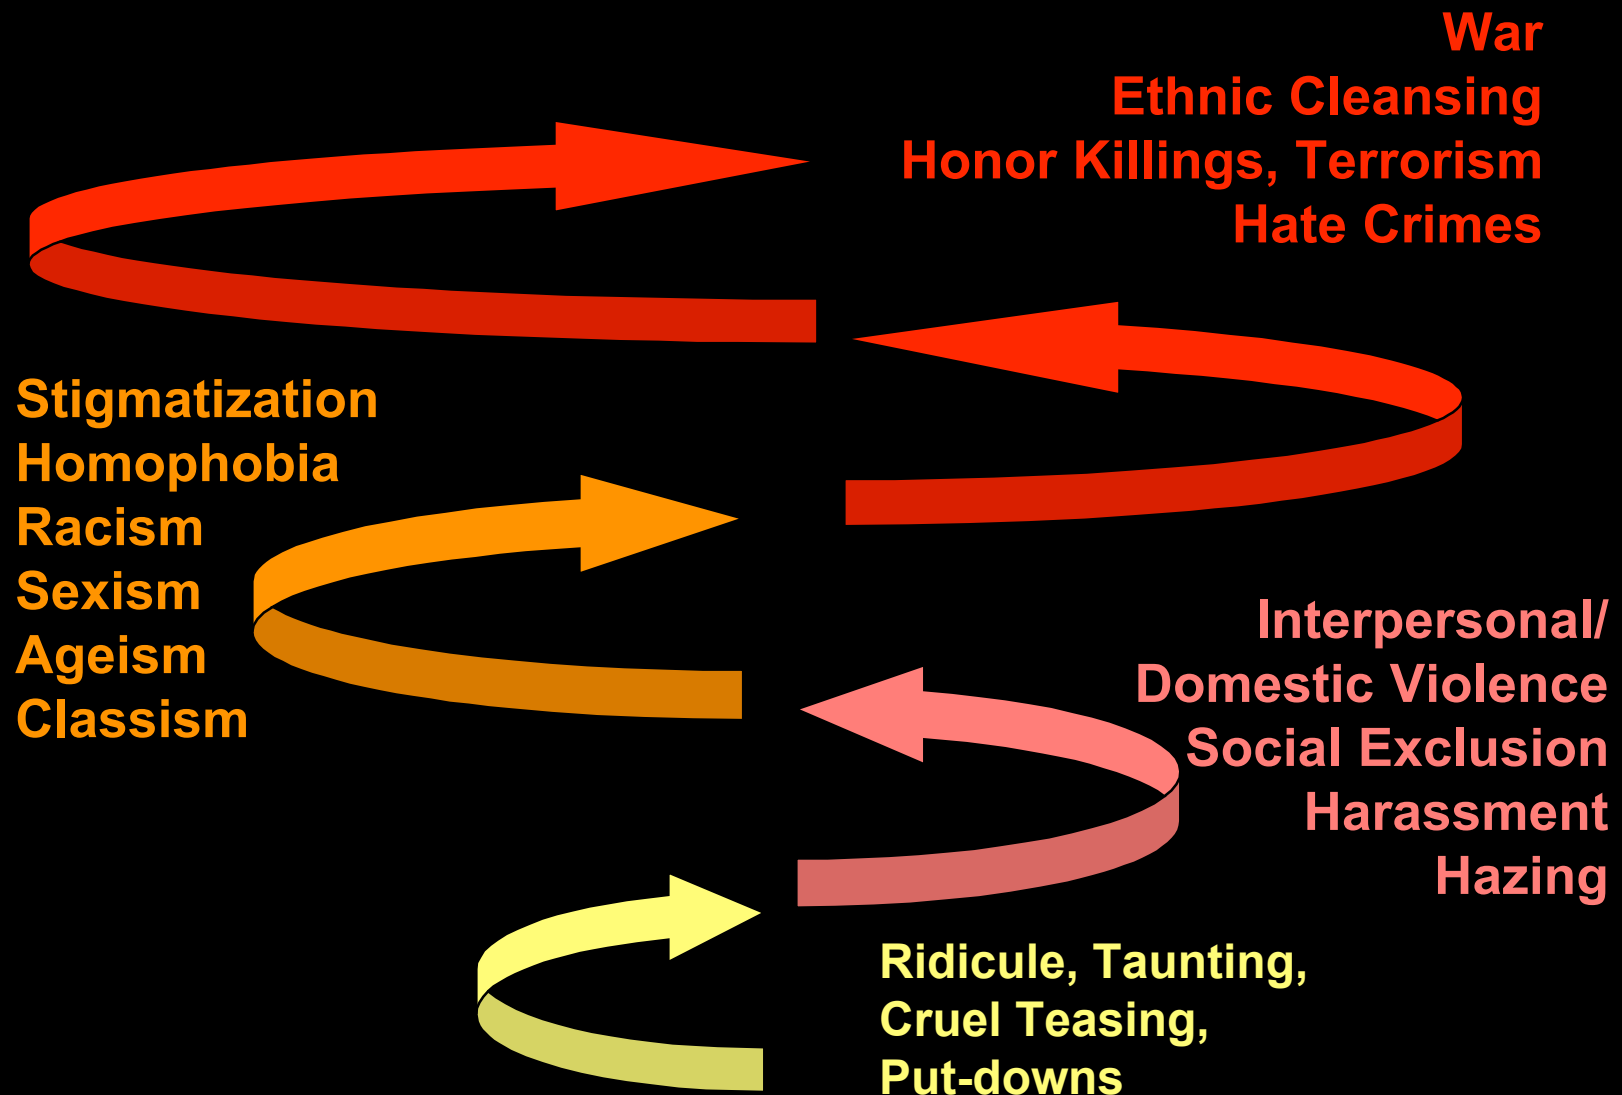 War
Ethnic Cleansing
Honor Killings, Terrorism
Hate Crimes
Stigmatization
Homophobia
Racism
Sexism
Ageism
Classism
Interpersonal/
Domestic Violence
Social Exclusion
Harassment
Hazing
Ridicule, Taunting,
Cruel Teasing,
Put-downs